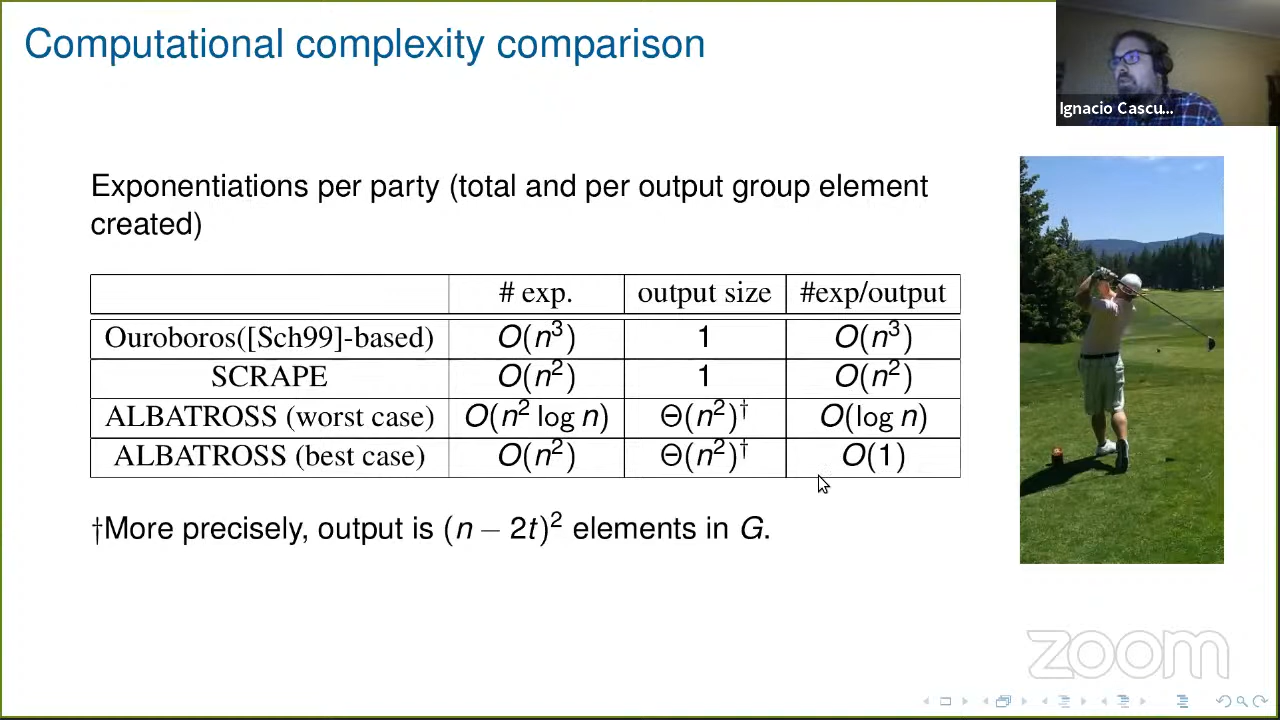 Computational complexity comparison
Ignacio Cascu...
Exponentiations per party (total and per output group element
created)
# exp. output size #exp/output
Ouroboros([Sch99]-based) O(n³) 1 O(n³)
SCRAPE O(n²) 1 O(n²)
ALBATROSS (worst case) O(n² log n) Θ(n²)† O(log n)
ALBATROSS (best case) O(n²) Θ(n²)† O(1)
†More precisely, output is (n − 2t)² elements in G.
zoom